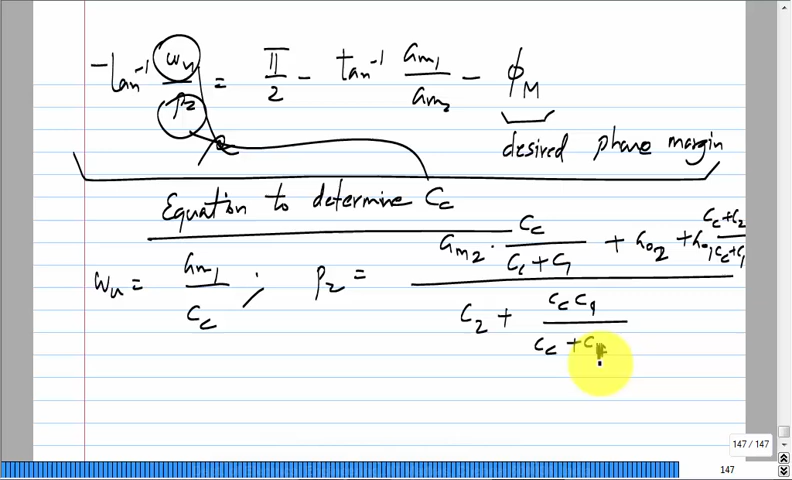 -tan⁻¹ ωu/p2 = π/2 - tan⁻¹ Gm1/Gm2 - ϕM
desired phase margin
Equation to determine Cc
ωu = Gm1/Cc ; p2 = (Gm2 · Cc/(Cc + C1) + Go2 + Go1 (Cc+C2)/(Cc+C1)) / (C2 + CcC1/(Cc + C
147 / 147
147